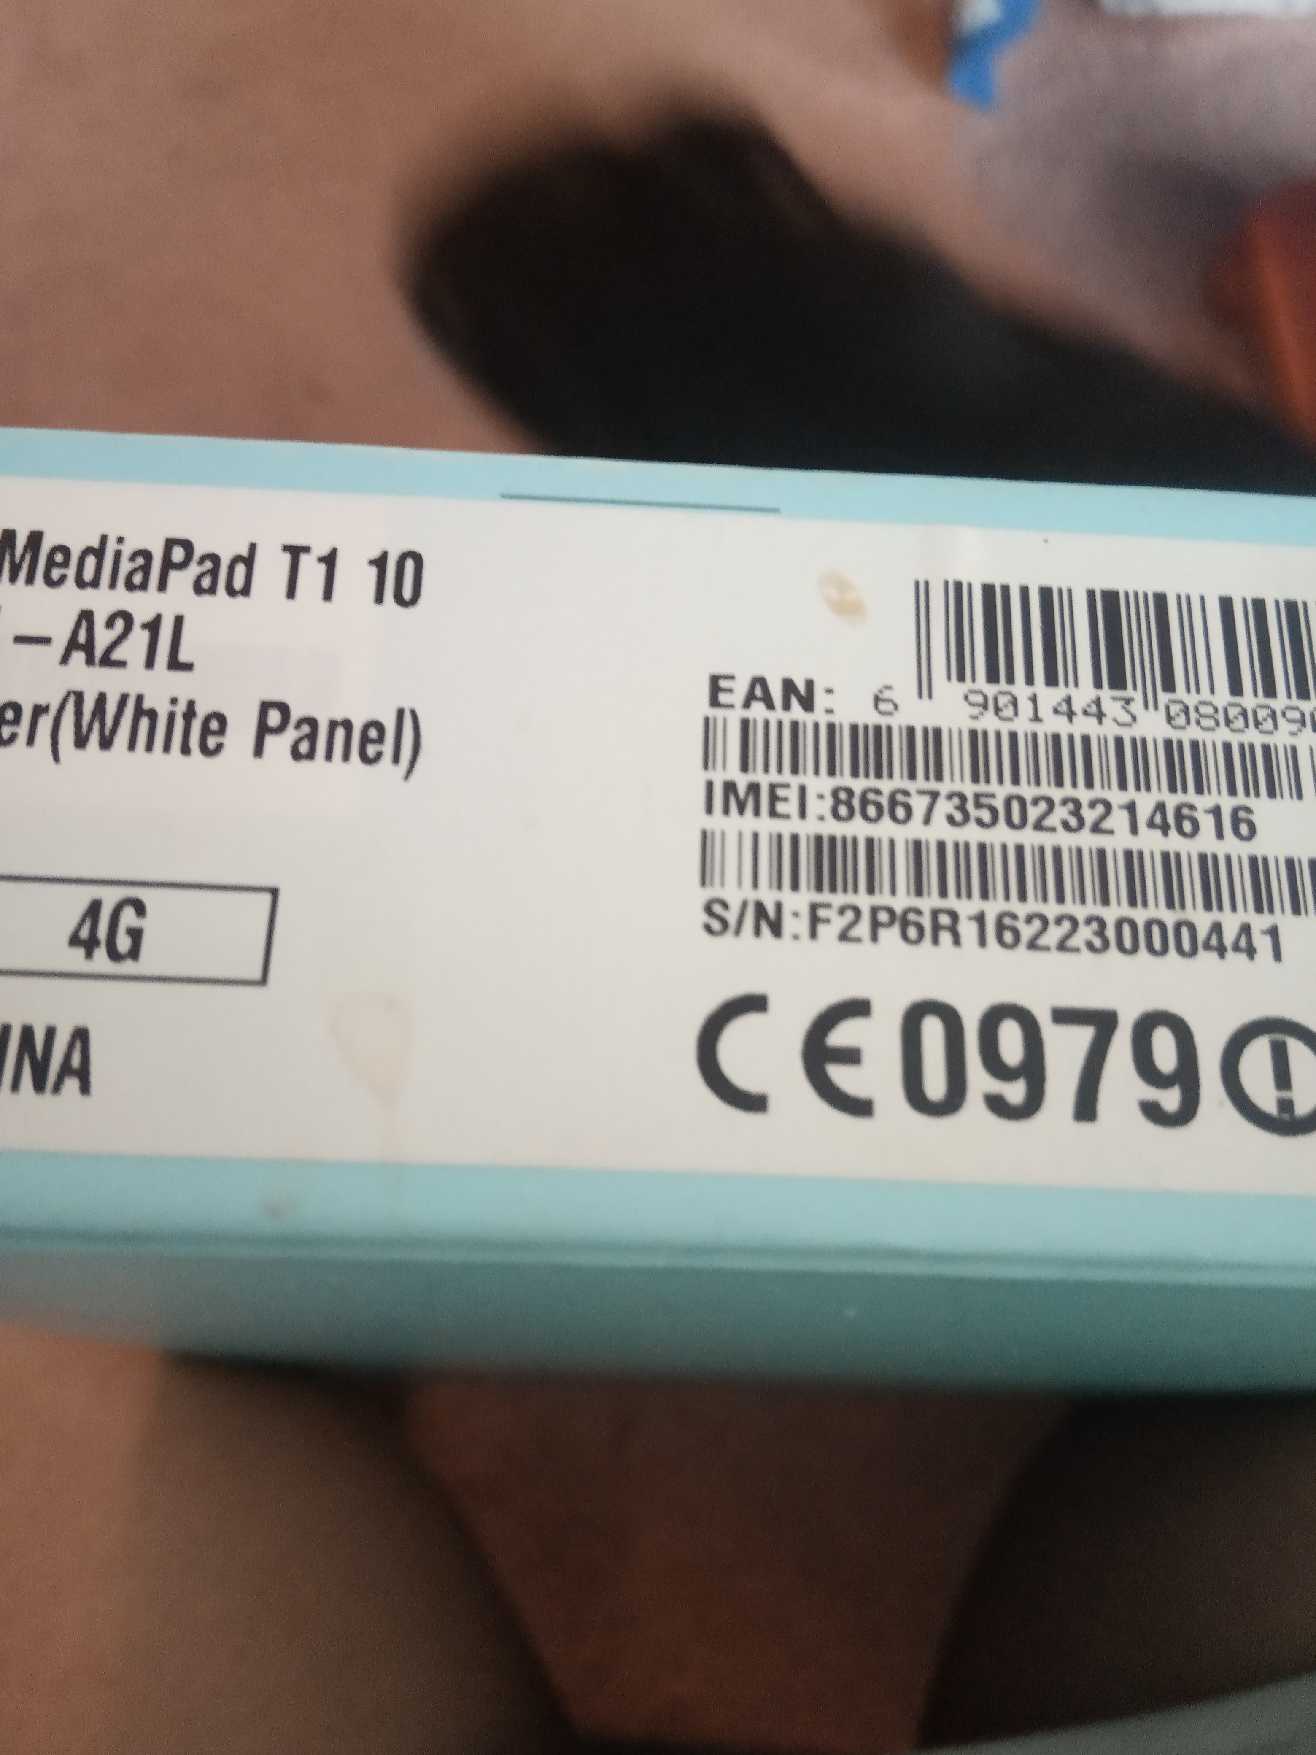 MediaPad T1 10
-A21L
er(White Panel)
4G
INA
EAN: 6 901443 08009
IMEI:866735023214616
S/N:F2P6R16223000441
CE0979